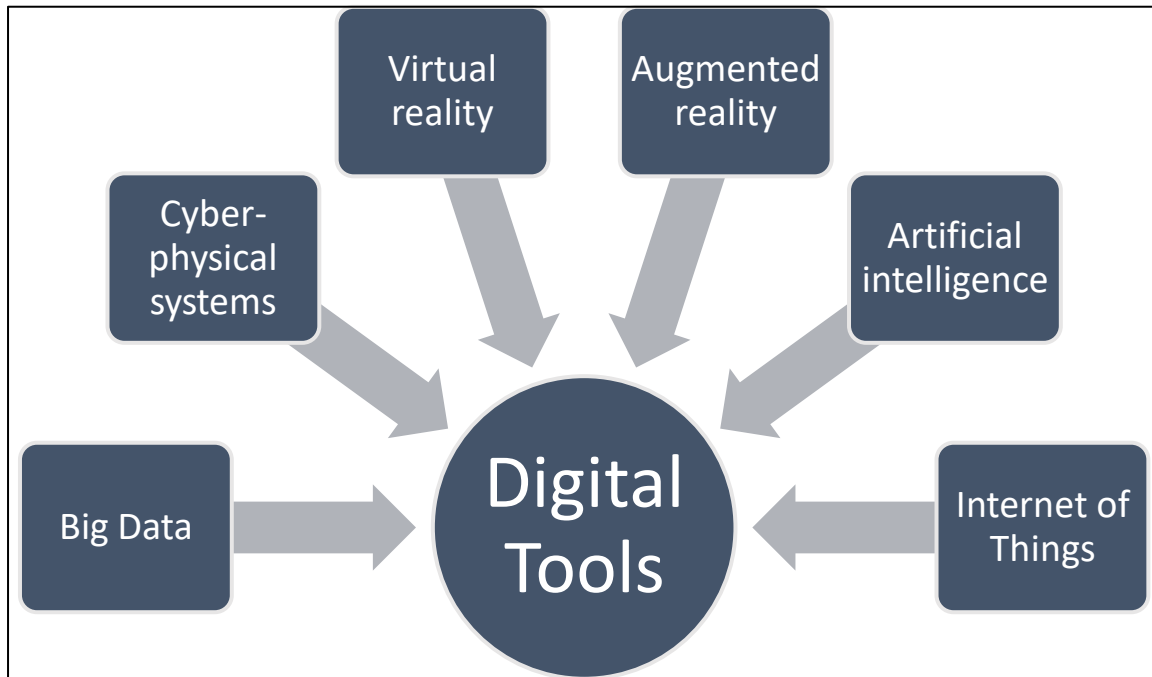 Virtual
reality
Augmented
reality
Cyber-
physical
systems
Artificial
intelligence
Big Data
Digital
Tools
Internet of
Things